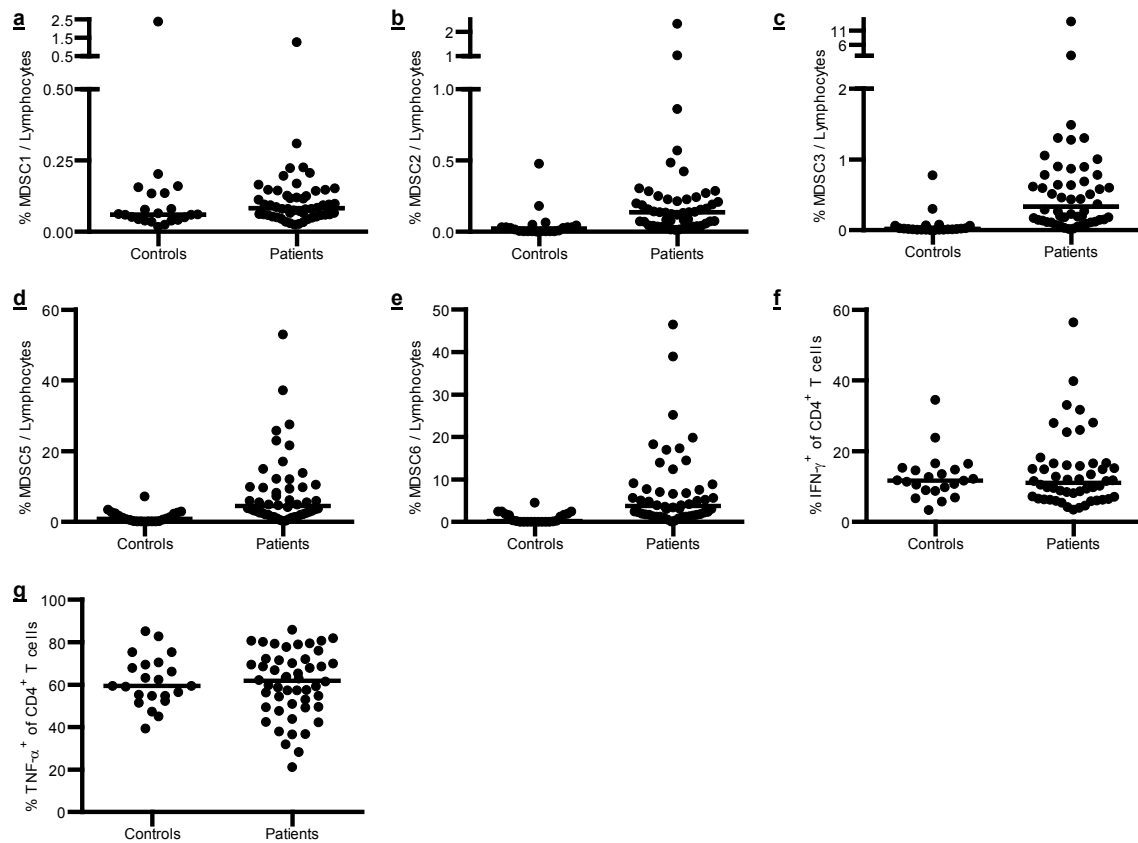 a
2.5
1.5
0.5
0.50
0.25
0.00
% MDSC1 / Lymphocytes
Controls
Patients
b
2
1
1.0
0.5
0.0
% MDSC2 / Lymphocytes
Controls
Patients
c
11
6
2
1
0
% MDSC3 / Lymphocytes
Controls
Patients
d
60
40
20
0
% MDSC5 / Lymphocytes
Controls
Patients
e
50
40
30
20
10
0
% MDSC6 / Lymphocytes
Controls
Patients
f
60
40
20
0
% IFN-γ+ of CD4+ T cells
Controls
Patients
g
100
80
60
40
20
0
% TNF-α+ of CD4+ T cells
Controls
Patients